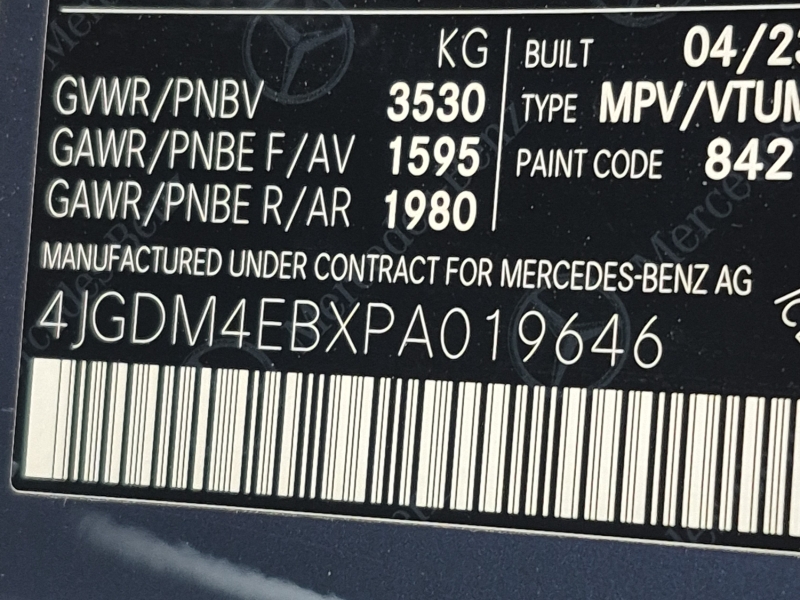 KG
GVWR/PNBV 3530
GAWR/PNBE F/AV 1595
GAWR/PNBE R/AR 1980
BUILT 04/23
TYPE MPV/VTUM
PAINT CODE 842
MANUFACTURED UNDER CONTRACT FOR MERCEDES-BENZ AG
4JGDM4EBXPA019646